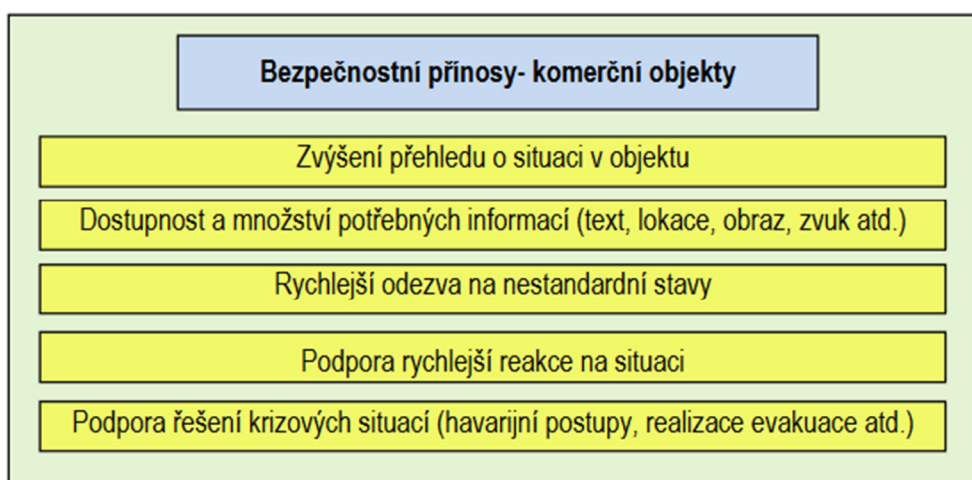 Bezpečnostní přínosy- komerční objekty
Zvýšení přehledu o situaci v objektu
Dostupnost a množství potřebných informací (text, lokace, obraz, zvuk atd.)
Rychlejší odezva na nestandardní stavy
Podpora rychlejší reakce na situaci
Podpora řešení krizových situací (havarijní postupy, realizace evakuace atd.)